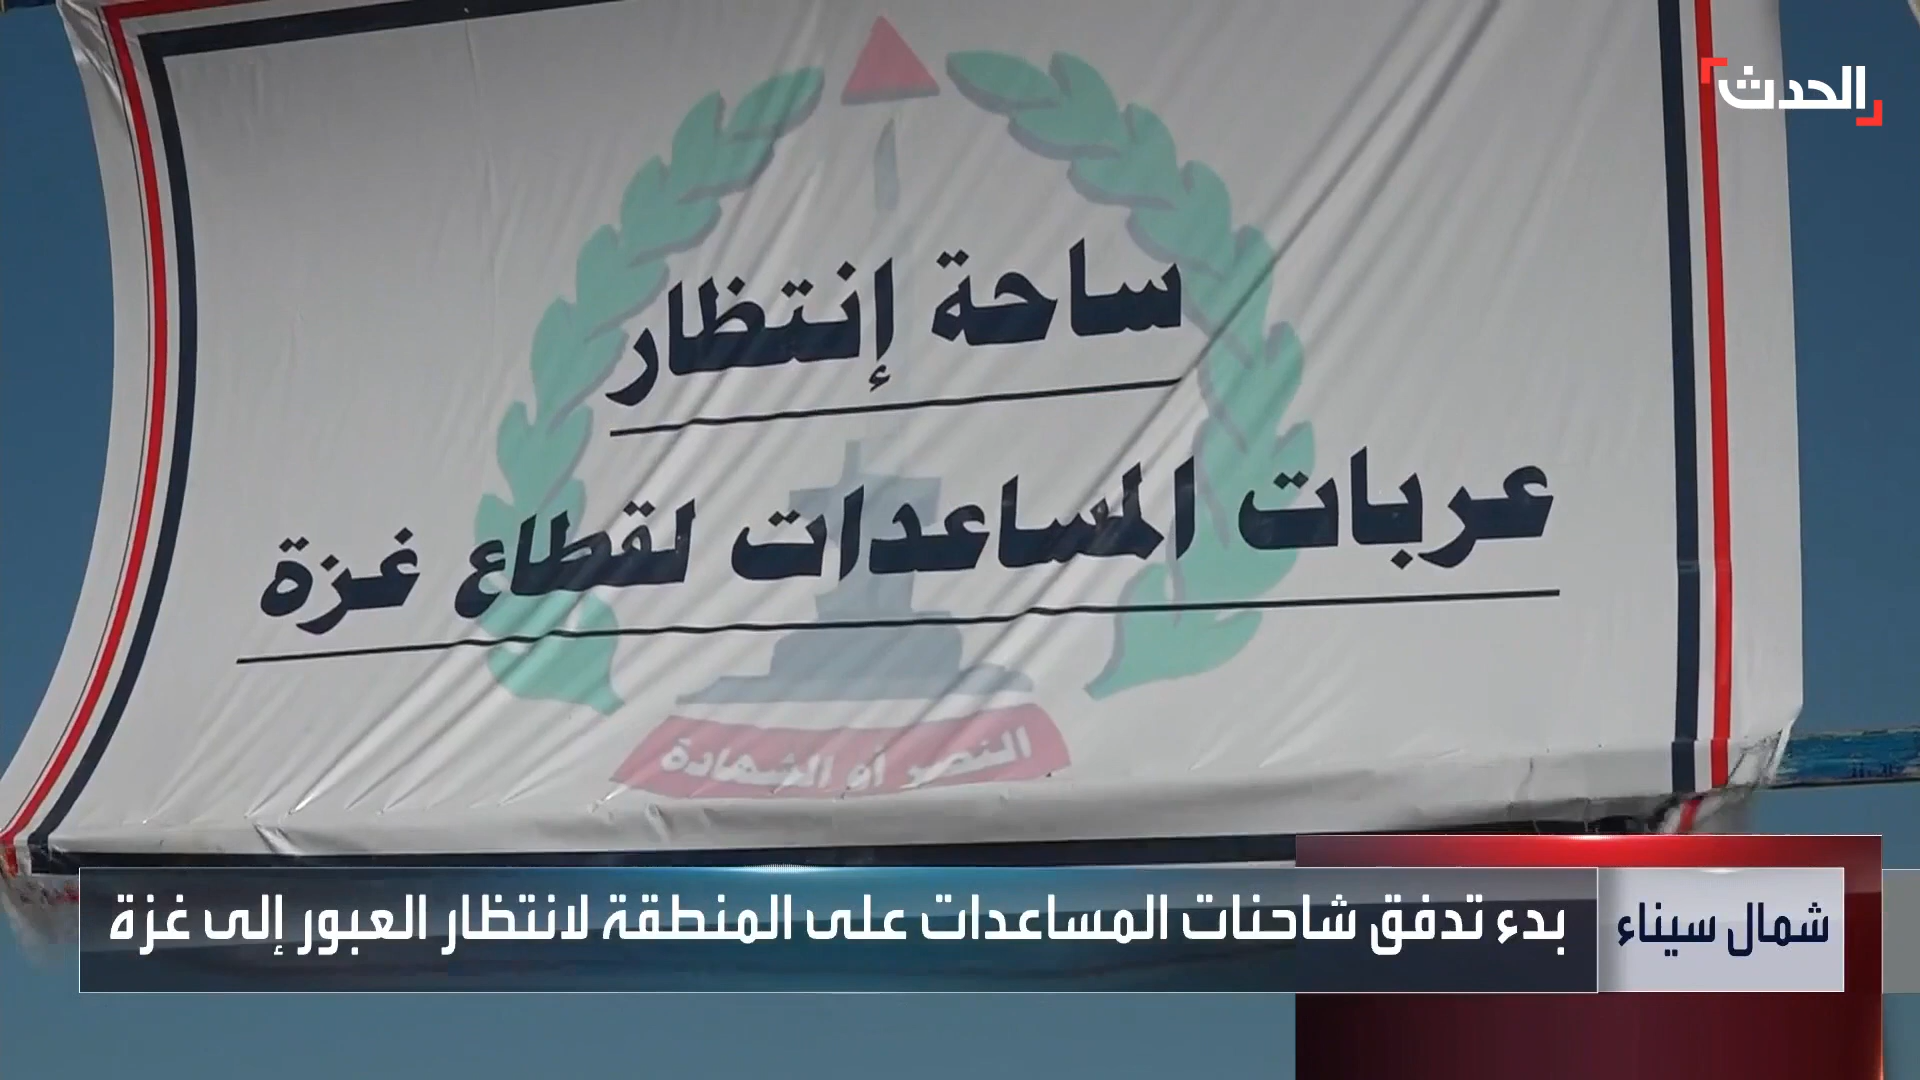 الحدث
ساحة إنتظار
عربات المساعدات لقطاع غزة
النصر أو الشهادة
شمال سيناء
بدء تدفق شاحنات المساعدات على المنطقة لانتظار العبور إلى غزة